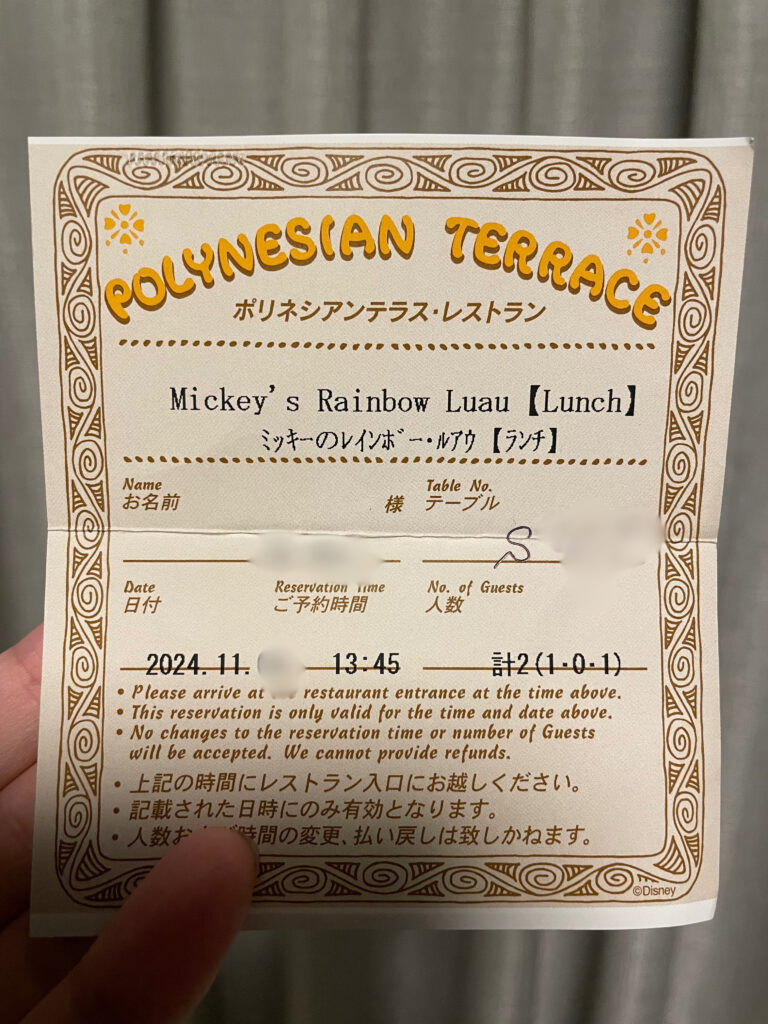 POLYNESIAN TERRACE
ポリネシアンテラス・レストラン
Mickey's Rainbow Luau【Lunch】
ミッキーのレインボー・ルアウ【ランチ】
Name
Table No.
お名前 様 テーブル
S
Date
Reservation Time
No. of Guests
日付 ご予約時間 人数
2024.11. 13:45 計2(1・0・1)
• Please arrive at restaurant entrance at the time above.
• This reservation is only valid for the time and date above.
• No changes to the reservation time or number of Guests
will be accepted. We cannot provide refunds.
• 上記の時間にレストラン入口にお越しください。
• 記載された日時にのみ有効となります。
• 人数お 時間の変更、払い戻しは致しかねます。
©Disney